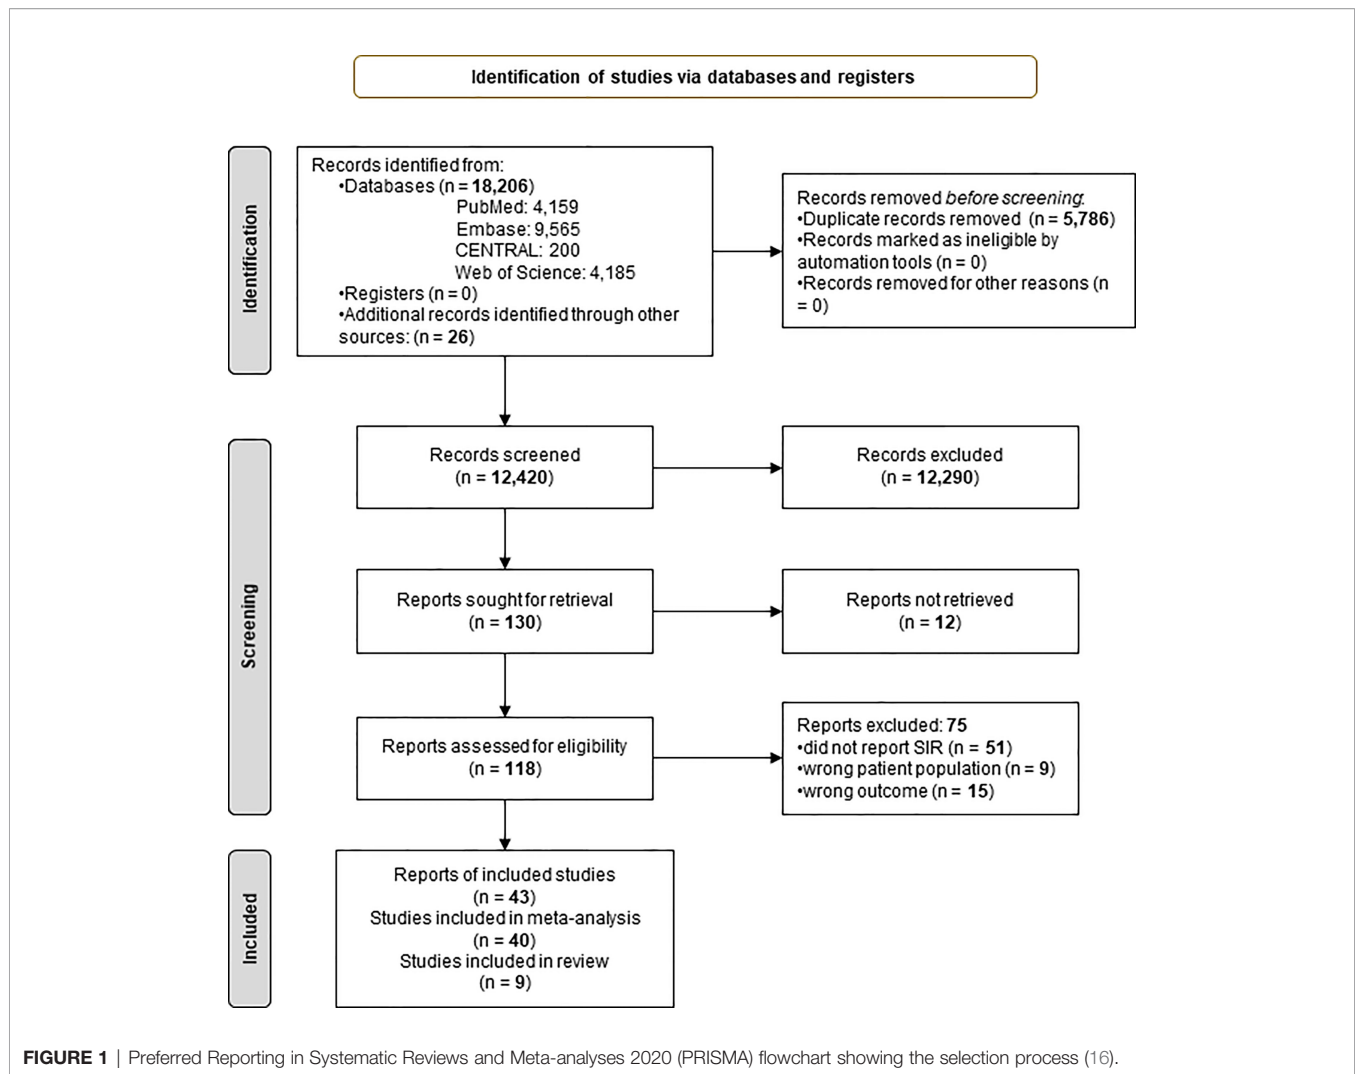 Identification of studies via databases and registers
Identification
Records identified from:
•Databases (n = 18,206)
PubMed: 4,159
Embase: 9,565
CENTRAL: 200
Web of Science: 4,185
•Registers (n = 0)
•Additional records identified through other
sources: (n = 26)
Records removed before screening:
•Duplicate records removed (n = 5,786)
•Records marked as ineligible by
automation tools (n = 0)
•Records removed for other reasons (n
= 0)
Screening
Records screened
(n = 12,420)
Records excluded
(n = 12,290)
Reports sought for retrieval
(n = 130)
Reports not retrieved
(n = 12)
Reports assessed for eligibility
(n = 118)
Reports excluded: 75
•did not report SIR (n = 51)
•wrong patient population (n = 9)
•wrong outcome (n = 15)
Included
Reports of included studies
(n = 43)
Studies included in meta-analysis
(n = 40)
Studies included in review
(n = 9)
FIGURE 1 | Preferred Reporting in Systematic Reviews and Meta-analyses 2020 (PRISMA) flowchart showing the selection process (16).